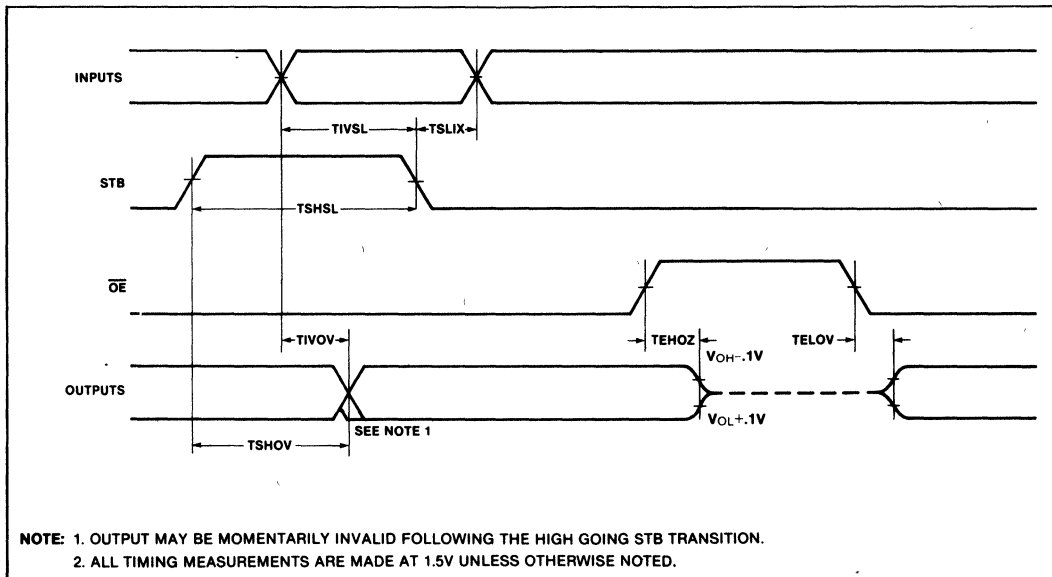 INPUTS
TIVSL
TSLIX
STB
TSHSL
OE
TIVOV
TEHOZ
TELOV
VOH-.1V
OUTPUTS
VOL+.1V
SEE NOTE 1
TSHOV
NOTE: 1. OUTPUT MAY BE MOMENTARILY INVALID FOLLOWING THE HIGH GOING STB TRANSITION.
2. ALL TIMING MEASUREMENTS ARE MADE AT 1.5V UNLESS OTHERWISE NOTED.